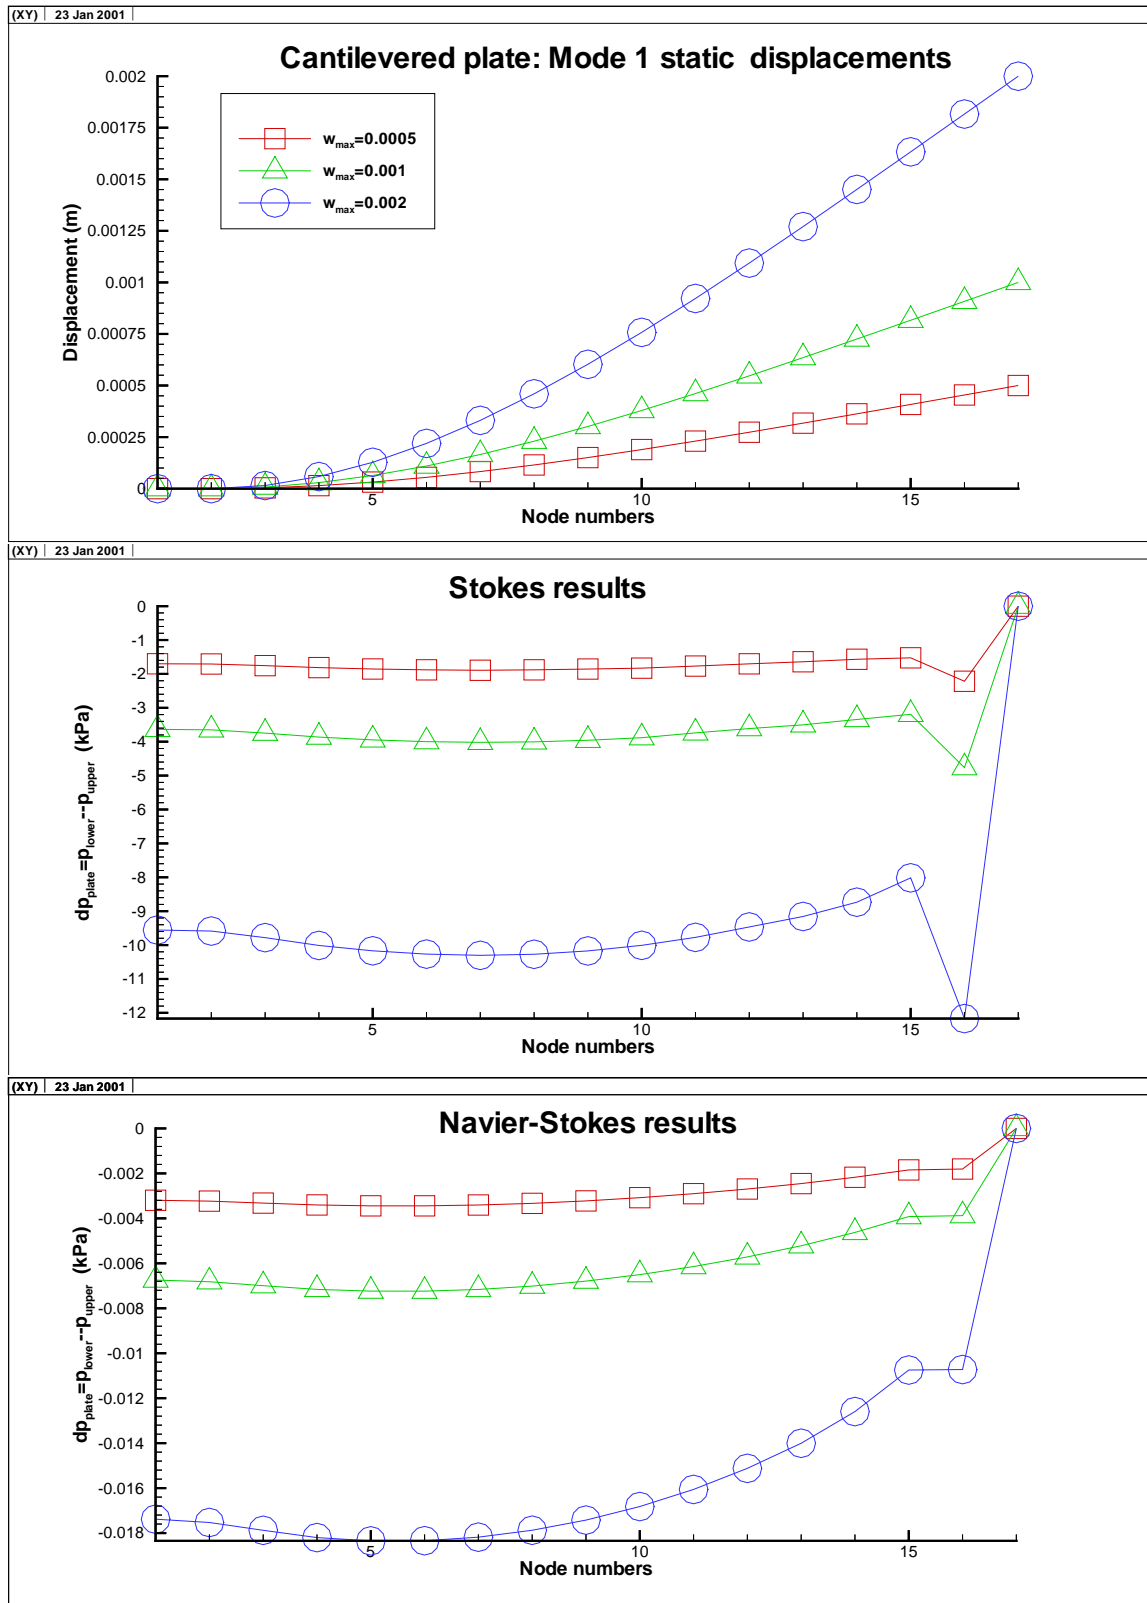 (XY) | 23 Jan 2001 |
Cantilevered plate: Mode 1 static displacements
0.002
0.00175
0.0015
0.00125
0.001
0.00075
0.0005
0.00025
0
Displacement (m)
wmax=0.0005
wmax=0.001
wmax=0.002
5
10
15
Node numbers
(XY) | 23 Jan 2001 |
Stokes results
0
-1
-2
-3
-4
-5
-6
-7
-8
-9
-10
-11
-12
dpplate=plower--pupper (kPa)
5
10
15
Node numbers
(XY) | 23 Jan 2001 |
Navier-Stokes results
0
-0.002
-0.004
-0.006
-0.008
-0.01
-0.012
-0.014
-0.016
-0.018
dpplate=plower--pupper (kPa)
5
10
15
Node numbers